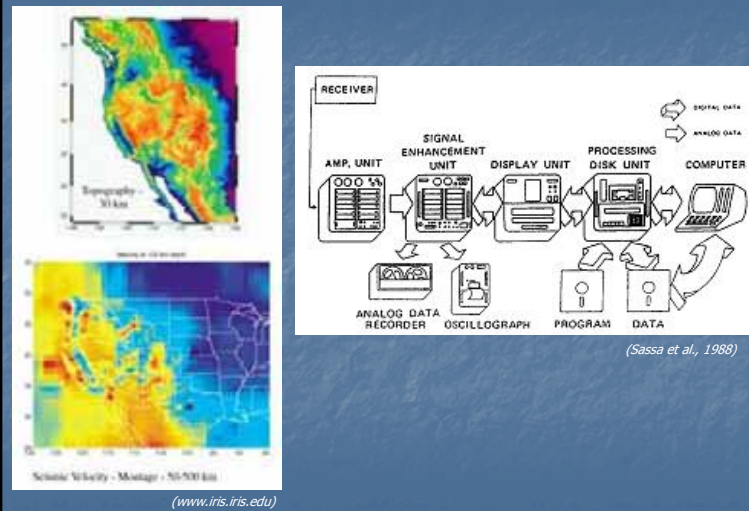 Topography -
30 km
Seismic Velocity - Montage - 50-500 km
(www.iris.iris.edu)
RECEIVER
DIGITAL DATA
ANALOG DATA
AMP. UNIT
SIGNAL
ENHANCEMENT
UNIT
DISPLAY UNIT
PROCESSING
DISK UNIT
COMPUTER
ANALOG DATA
RECORDER
OSCILLOGRAPH
PROGRAM
DATA
(Sassa et al., 1988)